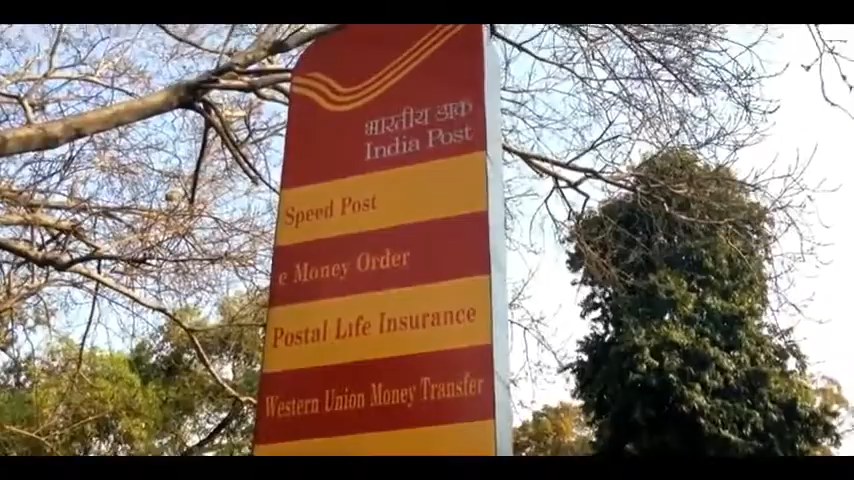 भारतीय डाक
India Post
Speed Post
e Money Order
Postal Life Insurance
Western Union Money Transfer